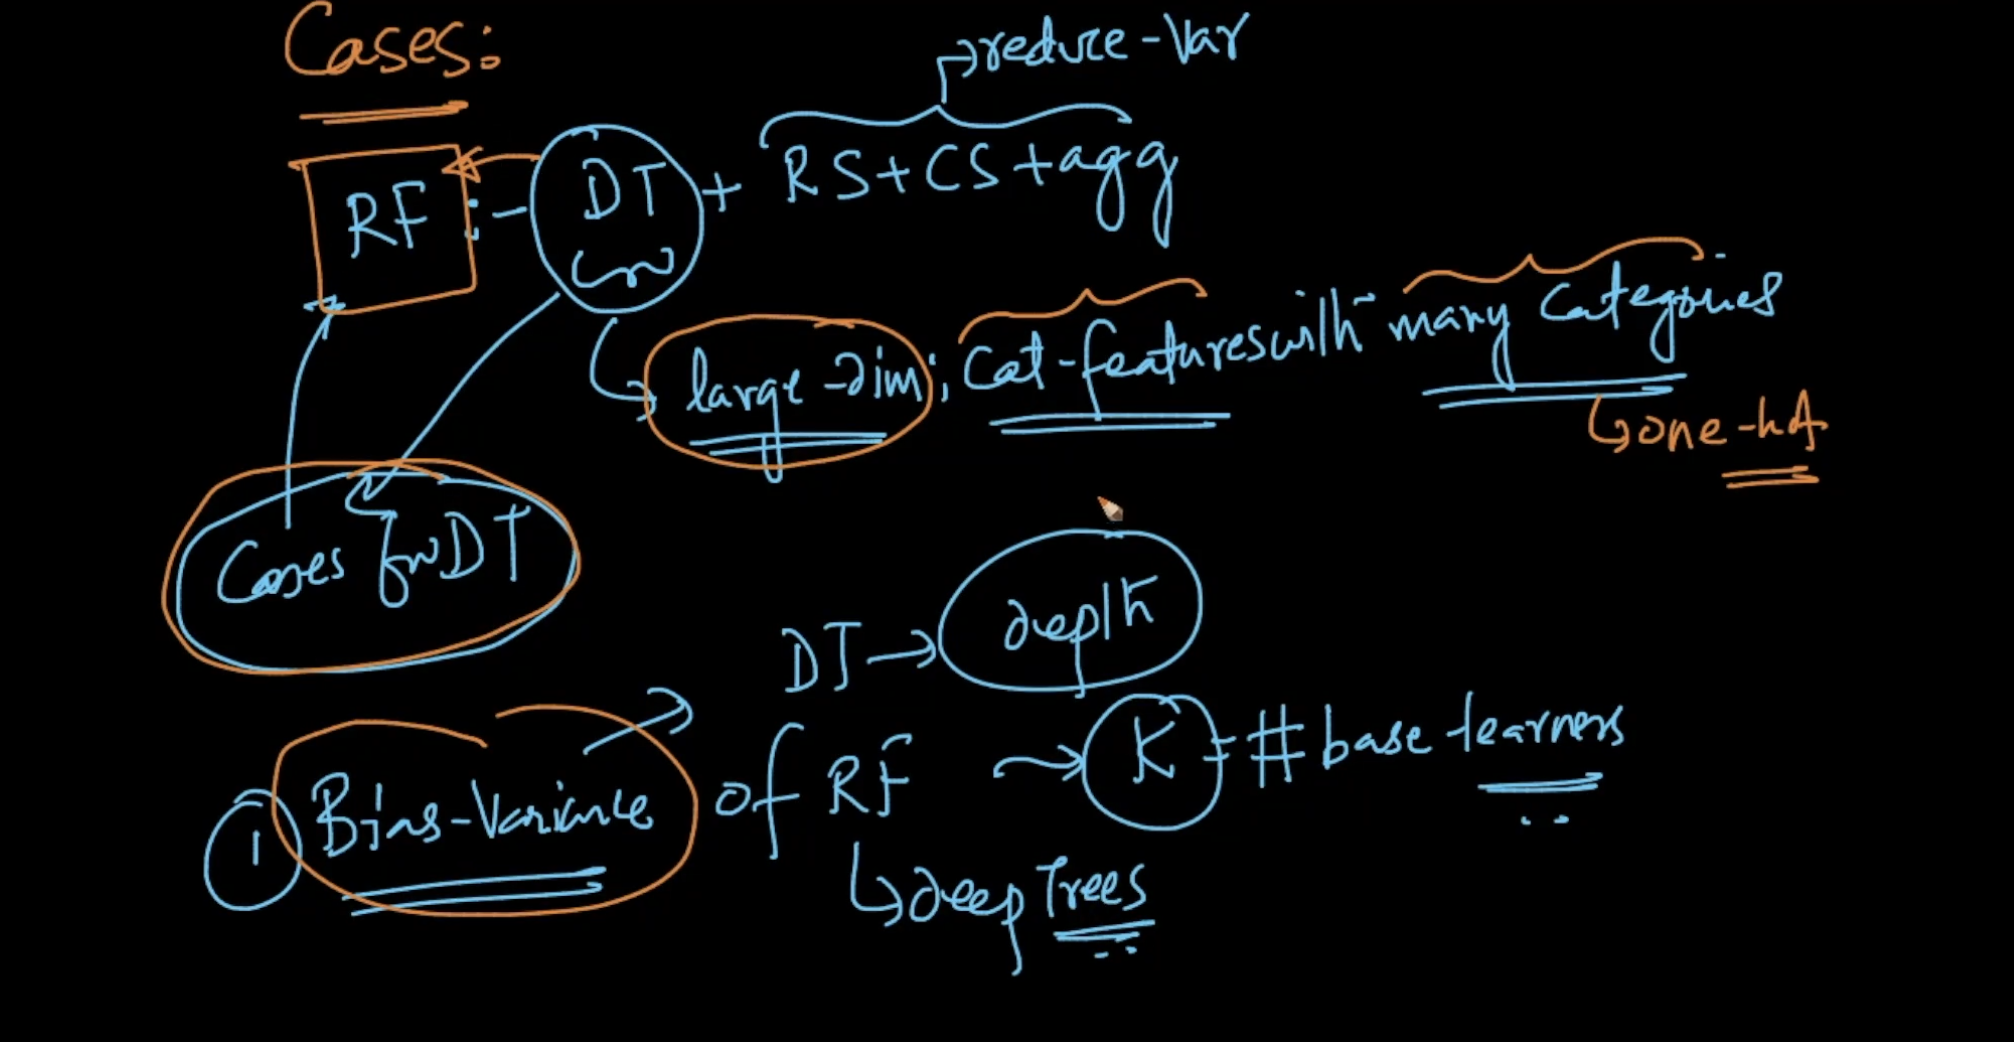 Cases:
reduce-Var
RF :- DT + RS+CS+agg
large-dim; Cat-features with many Categories
one-hot
Cases for DT
DT → depth
① Bias-Variance of RF → K = # base-learners
deep Trees